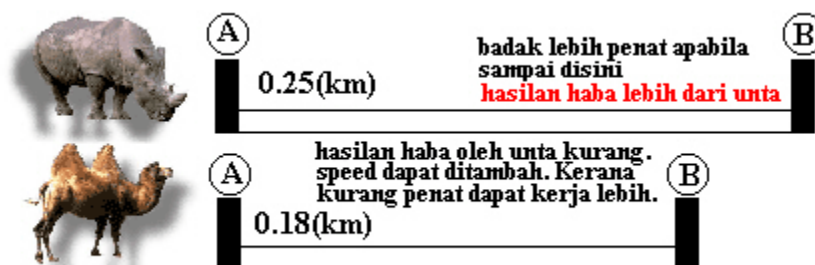 A
B
badak lebih penat apabila
sampai disini
0.25(km)
hasilan haba lebih dari unta
A
hasilan haba oleh unta kurang.
speed dapat ditambah. Kerana
kurang penat dapat kerja lebih.
B
0.18(km)